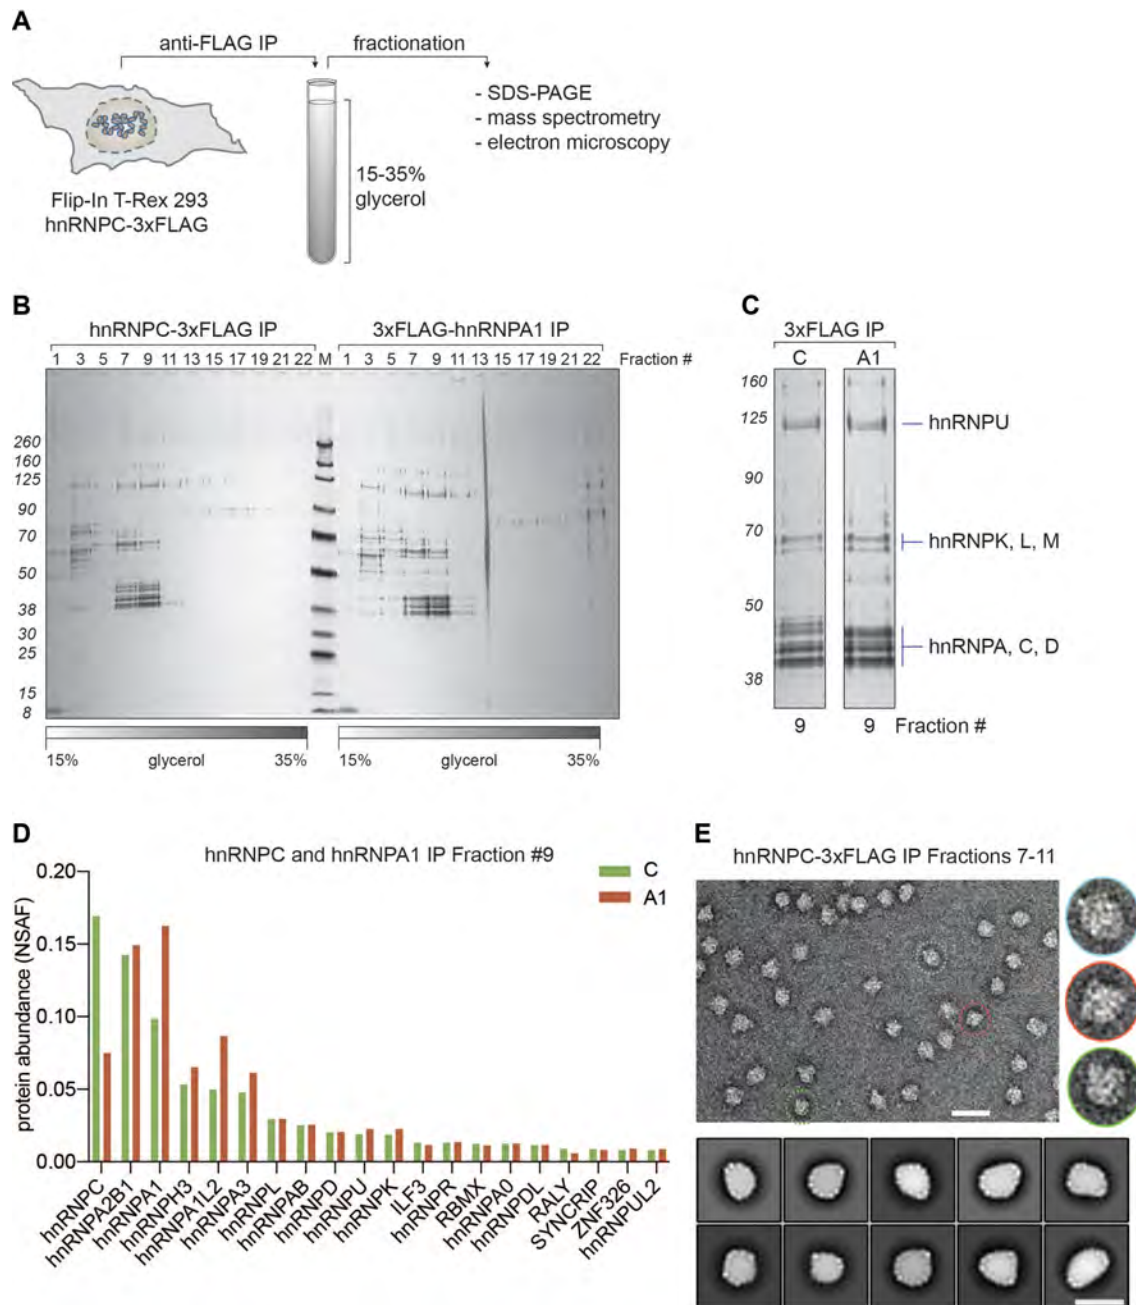 A
anti-FLAG IP
fractionation
- SDS-PAGE
- mass spectrometry
- electron microscopy
15-35%
glycerol
Flip-In T-Rex 293
hnRNPC-3xFLAG
B
hnRNPC-3xFLAG IP
3xFLAG-hnRNPA1 IP
1 3 5 7 9 11 13 15 17 19 21 22 M 1 3 5 7 9 11 13 15 17 19 21 22 Fraction #
260
160
125
90
70
50
38
30
25
15
8
15% glycerol 35%
15% glycerol 35%
C
3xFLAG IP
C A1
160
125
90
70
50
38
hnRNPU
hnRNPK, L, M
hnRNPA, C, D
9 9 Fraction #
D
hnRNPC and hnRNPA1 IP Fraction #9
C
A1
protein abundance (NSAF)
0.20
0.15
0.10
0.05
0.00
hnRNPC
hnRNPA2B1
hnRNPA1
hnRNPH3
hnRNPA1L2
hnRNPA3
hnRNPL
hnRNPAB
hnRNPD
hnRNPU
hnRNPK
ILF3
hnRNPR
RBMX
hnRNPA0
hnRNPDL
RALY
SYNCRIP
ZNF326
hnRNPUL2
E
hnRNPC-3xFLAG IP Fractions 7-11